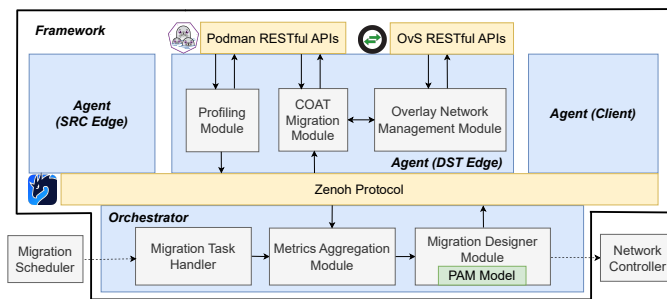 Framework
Podman RESTful APIs
OvS RESTful APIs
Agent
(SRC Edge)
Profiling
Module
COAT
Migration
Module
Overlay Network
Management Module
Agent (Client)
Agent (DST Edge)
Zenoh Protocol
Orchestrator
Migration
Scheduler
Migration Task
Handler
Metrics Aggregation
Module
Migration Designer
Module
PAM Model
Network
Controller